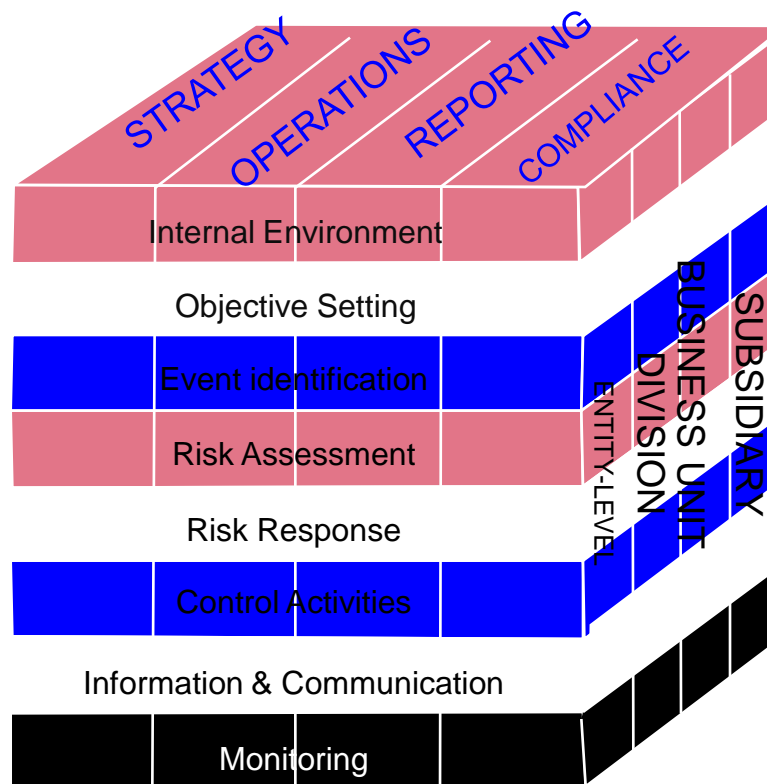 STRATEGY
OPERATIONS
REPORTING
COMPLIANCE
Internal Environment
Objective Setting
Event identification
Risk Assessment
Risk Response
Control Activities
Information & Communication
Monitoring
ENTITY-LEVEL
DIVISION
BUSINESS UNIT
SUBSIDIARY